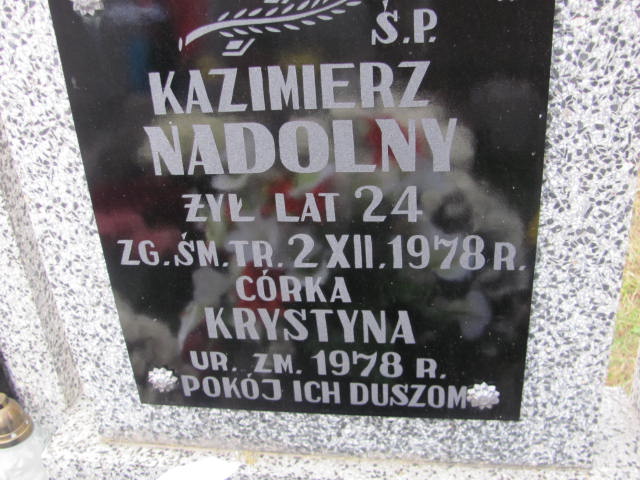 Ś.P.
KAZIMIERZ
NADOLNY
ŻYŁ LAT 24
ZG. ŚM. TR. 2.XII.1978 R.
CÓRKA
KRYSTYNA
UR. ZM. 1978 R.
POKÓJ ICH DUSZOM